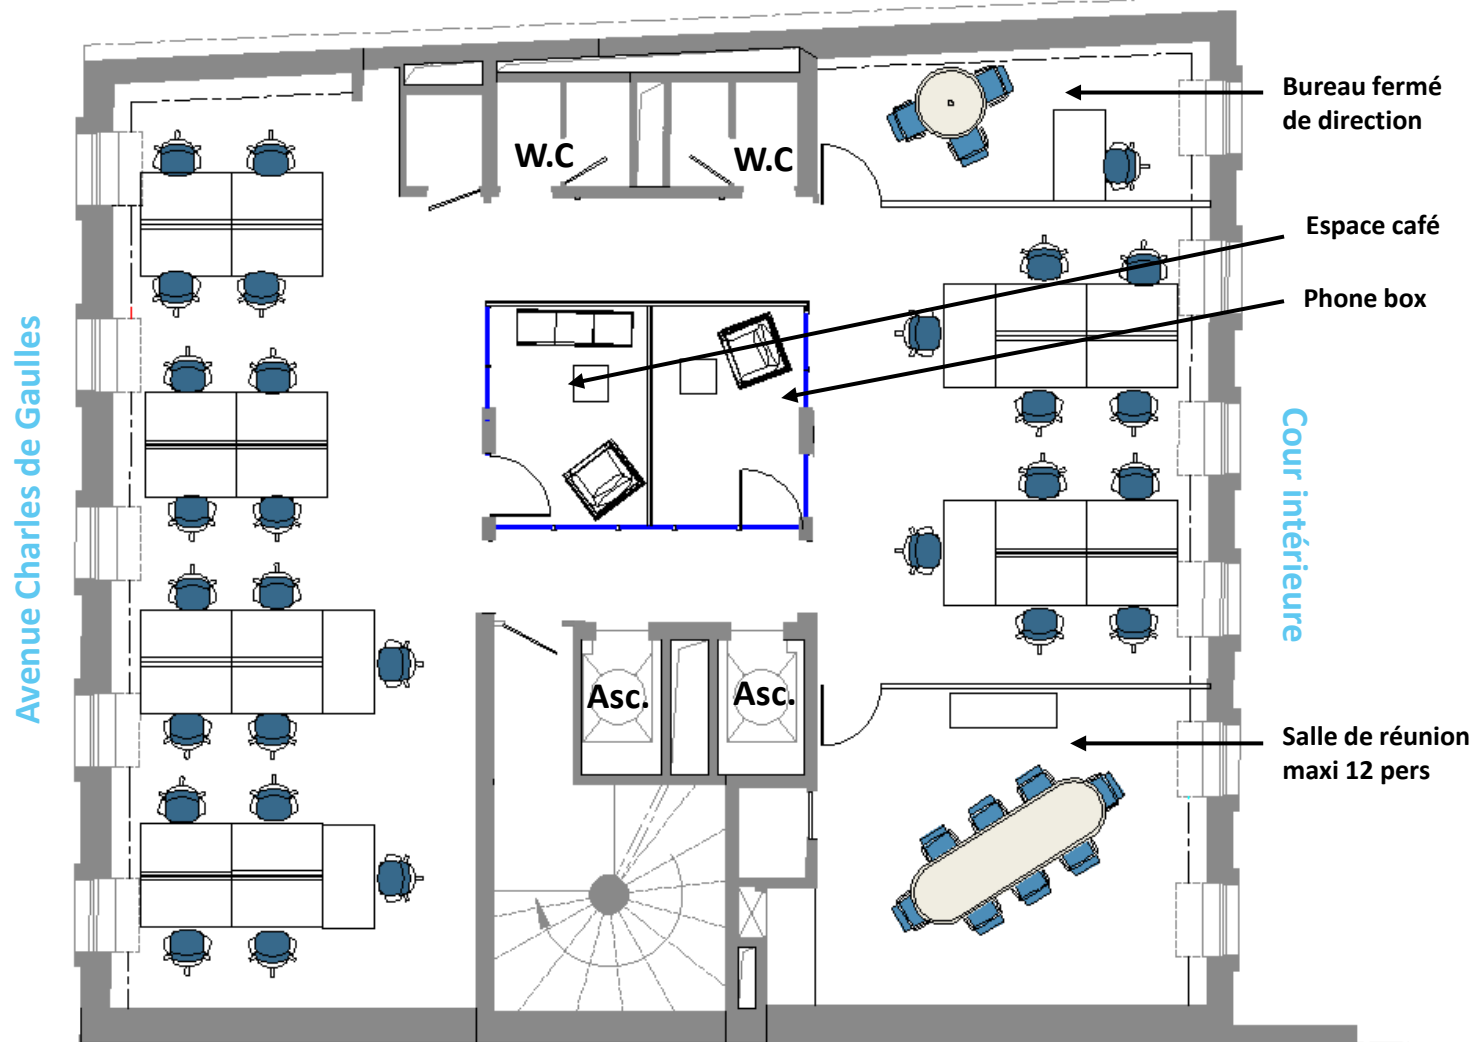 Bureau fermé
de direction
W.C
W.C
Espace café
Phone box
Avenue Charles de Gaulles
Cour intérieure
Asc.
Asc.
Salle de réunion
maxi 12 pers